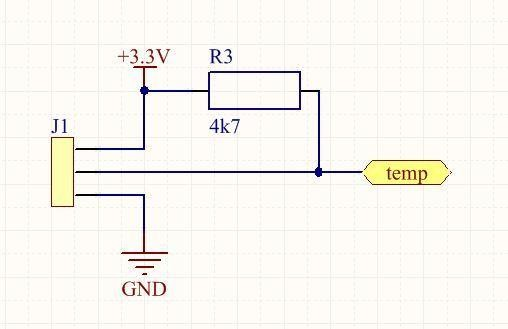 +3.3V
R3
4k7
J1
temp
GND